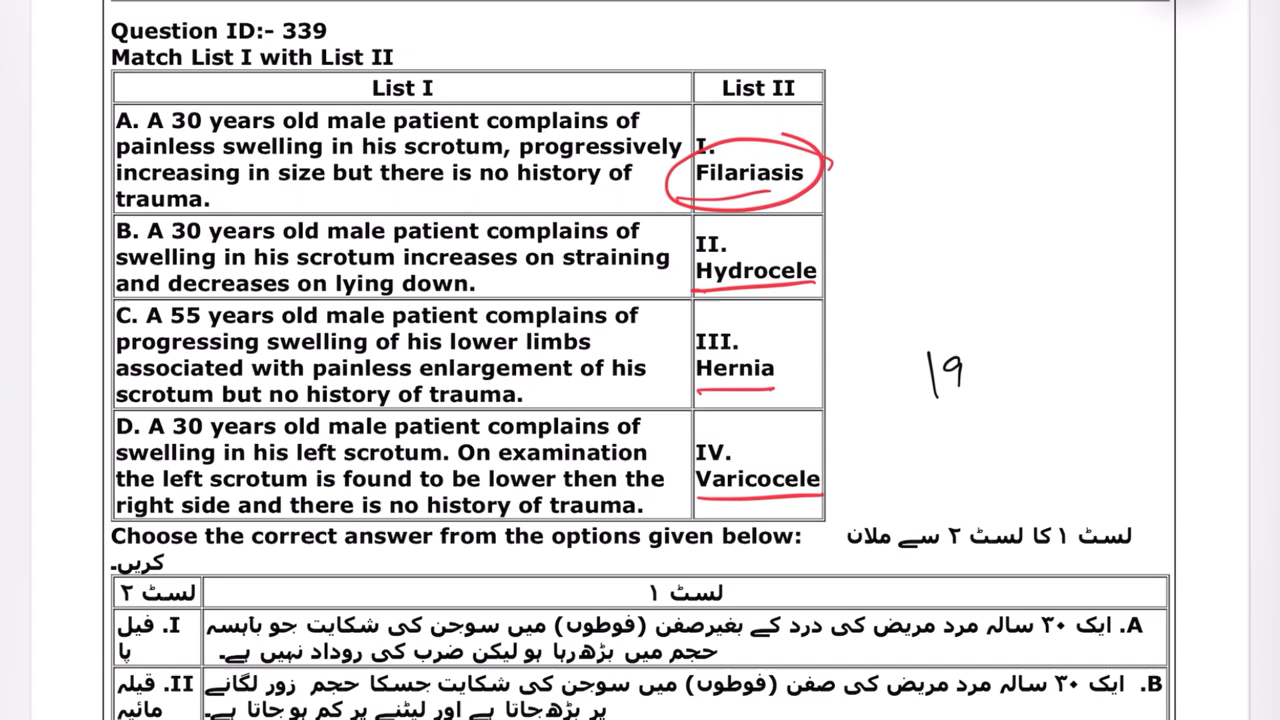 Question ID:- 339
Match List I with List II
List I
List II
A. A 30 years old male patient complains of
painless swelling in his scrotum, progressively
increasing in size but there is no history of
trauma.
I.
Filariasis
B. A 30 years old male patient complains of
swelling in his scrotum increases on straining
and decreases on lying down.
II.
Hydrocele
C. A 55 years old male patient complains of
progressing swelling of his lower limbs
associated with painless enlargement of his
scrotum but no history of trauma.
III.
Hernia
19
D. A 30 years old male patient complains of
swelling in his left scrotum. On examination
the left scrotum is found to be lower then the
right side and there is no history of trauma.
IV.
Varicocele
Choose the correct answer from the options given below:
لسٹ ۱ کا لسٹ ۲ سے ملان
کریں۔
لسٹ ۱
لسٹ ۲
A. ایک ۳۰ سالہ مرد مریض کی درد کے بغیرصفن (فوطوں) میں سوجن کی شکایت جو باہسہ
حجم میں بڑھ رہا ہو لیکن ضرب کی روداد نہیں ہے۔
I. فیل
پا
B. ایک ۳۰ سالہ مرد مریض کی صفن (فوطوں) میں سوجن کی شکایت جسکا حجم زور لگانے
پر بڑھ جاتا ہے اور لیٹنے پر کم ہو جاتا ہے۔
II. قیلہ
مائیہ